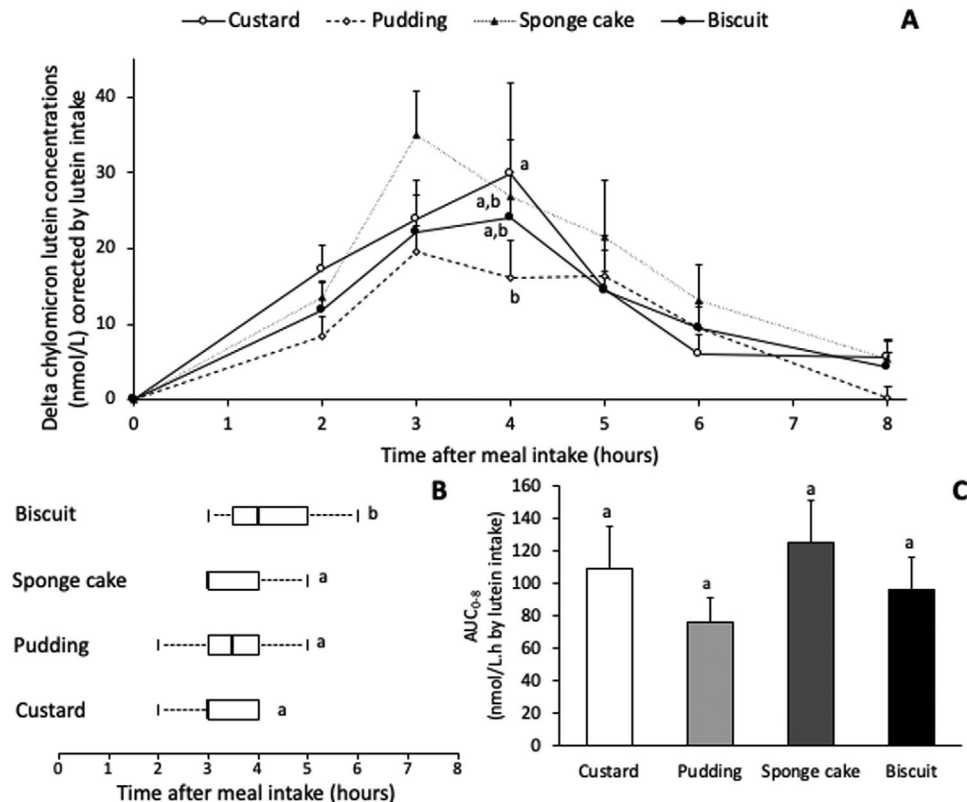 Custard Pudding Sponge cake Biscuit A
Delta chylomicron lutein concentrations
(nmol/L) corrected by lutein intake
40
30
20
10
0
a
a,b
a,b
b
0 1 2 3 4 5 6 7 8
Time after meal intake (hours)
B
Biscuit b
Sponge cake a
Pudding a
Custard a
0 1 2 3 4 5 6 7 8
Time after meal intake (hours)
C
AUC0-8
(nmol/L.h by lutein intake)
160
140
120
100
80
60
40
20
0
a a a a
Custard Pudding Sponge cake Biscuit